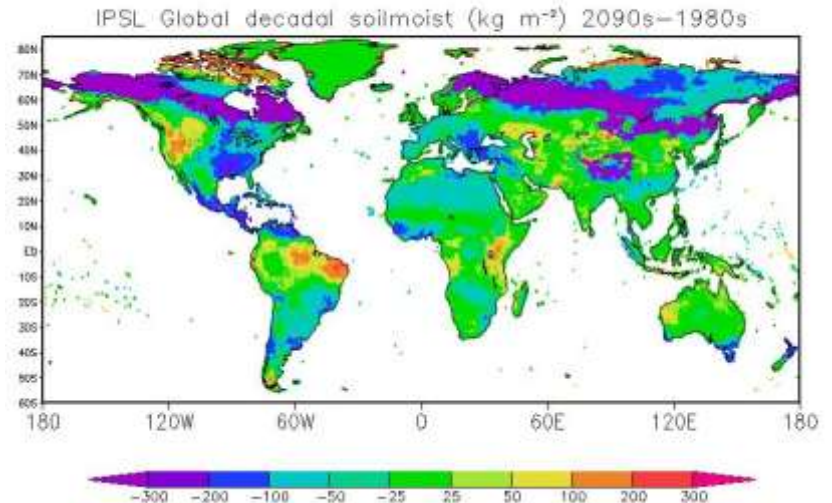 IPSL Global decadal soilmoist (kg m⁻²) 2090s-1980s
80N
70N
60N
50N
40N
30N
20N
10N
EQ
10S
20S
30S
40S
50S
60S
180 120W 60W 0 60E 120E 180
-300 -200 -100 -50 -25 25 50 100 200 300